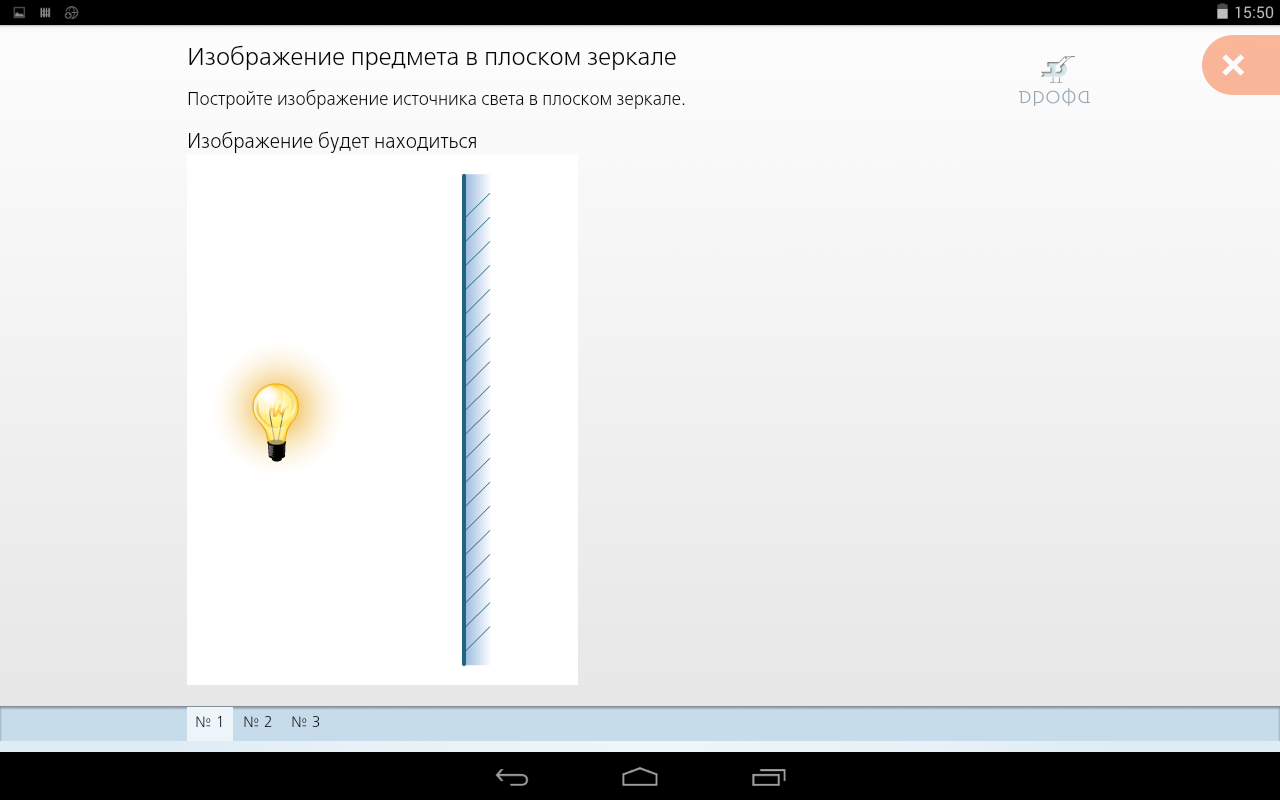 15:50
Изображение предмета в плоском зеркале
Постройте изображение источника света в плоском зеркале.
ДРОФА
Изображение будет находиться
№ 1 № 2 № 3